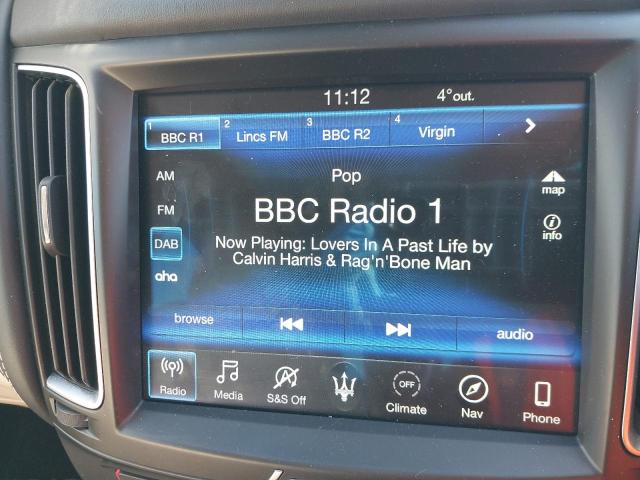 11:12 4°out.
1 BBC R1 2 Lincs FM 3 BBC R2 4 Virgin
AM
Pop
map
FM
BBC Radio 1
DAB
Now Playing: Lovers In A Past Life by
Calvin Harris & Rag'n'Bone Man
info
aha
browse
audio
Radio Media S&S Off OFF Climate Nav Phone